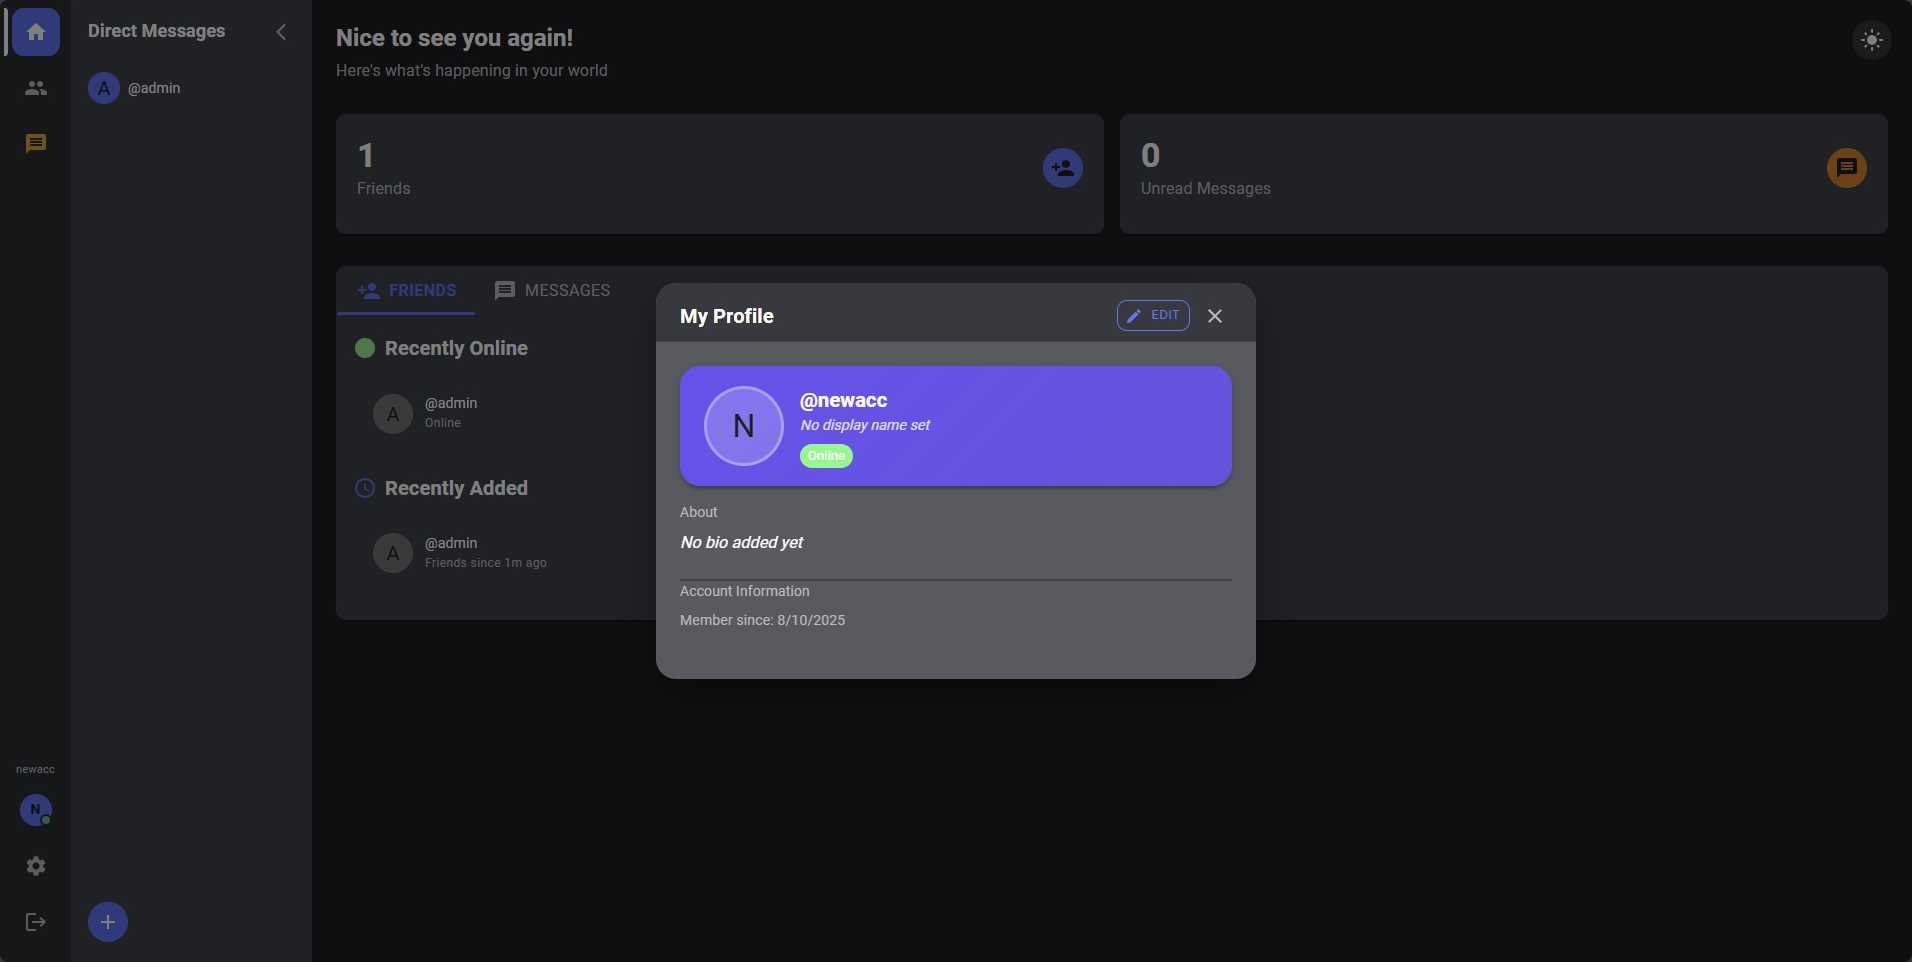 Direct Messages
A
@admin
newacc
N
Nice to see you again!
Here's what's happening in your world
1
Friends
0
Unread Messages
FRIENDS
MESSAGES
Recently Online
A
@admin
Online
Recently Added
A
@admin
Friends since 1m ago
My Profile
EDIT
N
@newacc
No display name set
Online
About
No bio added yet
Account Information
Member since: 8/10/2025